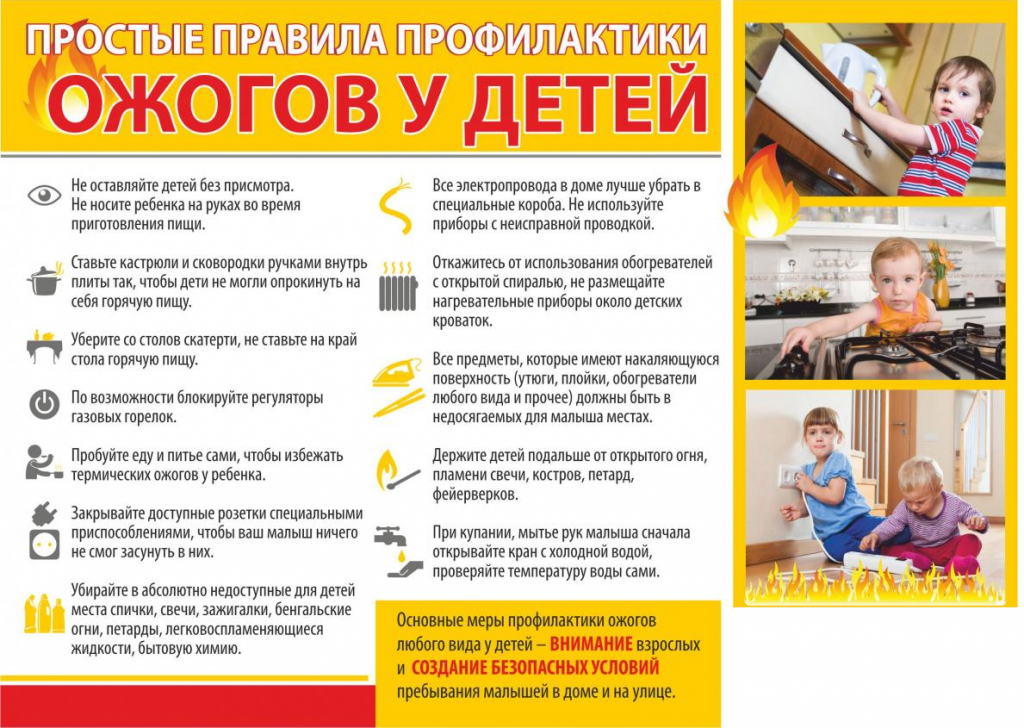 ПРОСТЫЕ ПРАВИЛА ПРОФИЛАКТИКИ
ОЖОГОВ У ДЕТЕЙ
Не оставляйте детей без присмотра.
Не носите ребенка на руках во время
приготовления пищи.
Ставьте кастрюли и сковородки ручками внутрь
плиты так, чтобы дети не могли опрокинуть на
себя горячую пищу.
Уберите со столов скатерти, не ставьте на край
стола горячую пищу.
По возможности блокируйте регуляторы
газовых горелок.
Пробуйте еду и питье сами, чтобы избежать
термических ожогов у ребенка.
Закрывайте доступные розетки специальными
приспособлениями, чтобы ваш малыш ничего
не смог засунуть в них.
Убирайте в абсолютно недоступные для детей
места спички, свечи, зажигалки, бенгальские
огни, петарды, легковоспламеняющиеся
жидкости, бытовую химию.
Все электропровода в доме лучше убрать в
специальные короба. Не используйте
приборы с неисправной проводкой.
Откажитесь от использования обогревателей
с открытой спиралью, не размещайте
нагревательные приборы около детских
кроваток.
Все предметы, которые имеют накаляющуюся
поверхность (утюги, плойки, обогреватели
любого вида и прочее) должны быть в
недосягаемых для малыша местах.
Держите детей подальше от открытого огня,
пламени свечи, костров, петард,
фейерверков.
При купании, мытье рук малыша сначала
открывайте кран с холодной водой,
проверяйте температуру воды сами.
Основные меры профилактики ожогов
любого вида у детей – ВНИМАНИЕ взрослых
и СОЗДАНИЕ БЕЗОПАСНЫХ УСЛОВИЙ
пребывания малышей в доме и на улице.